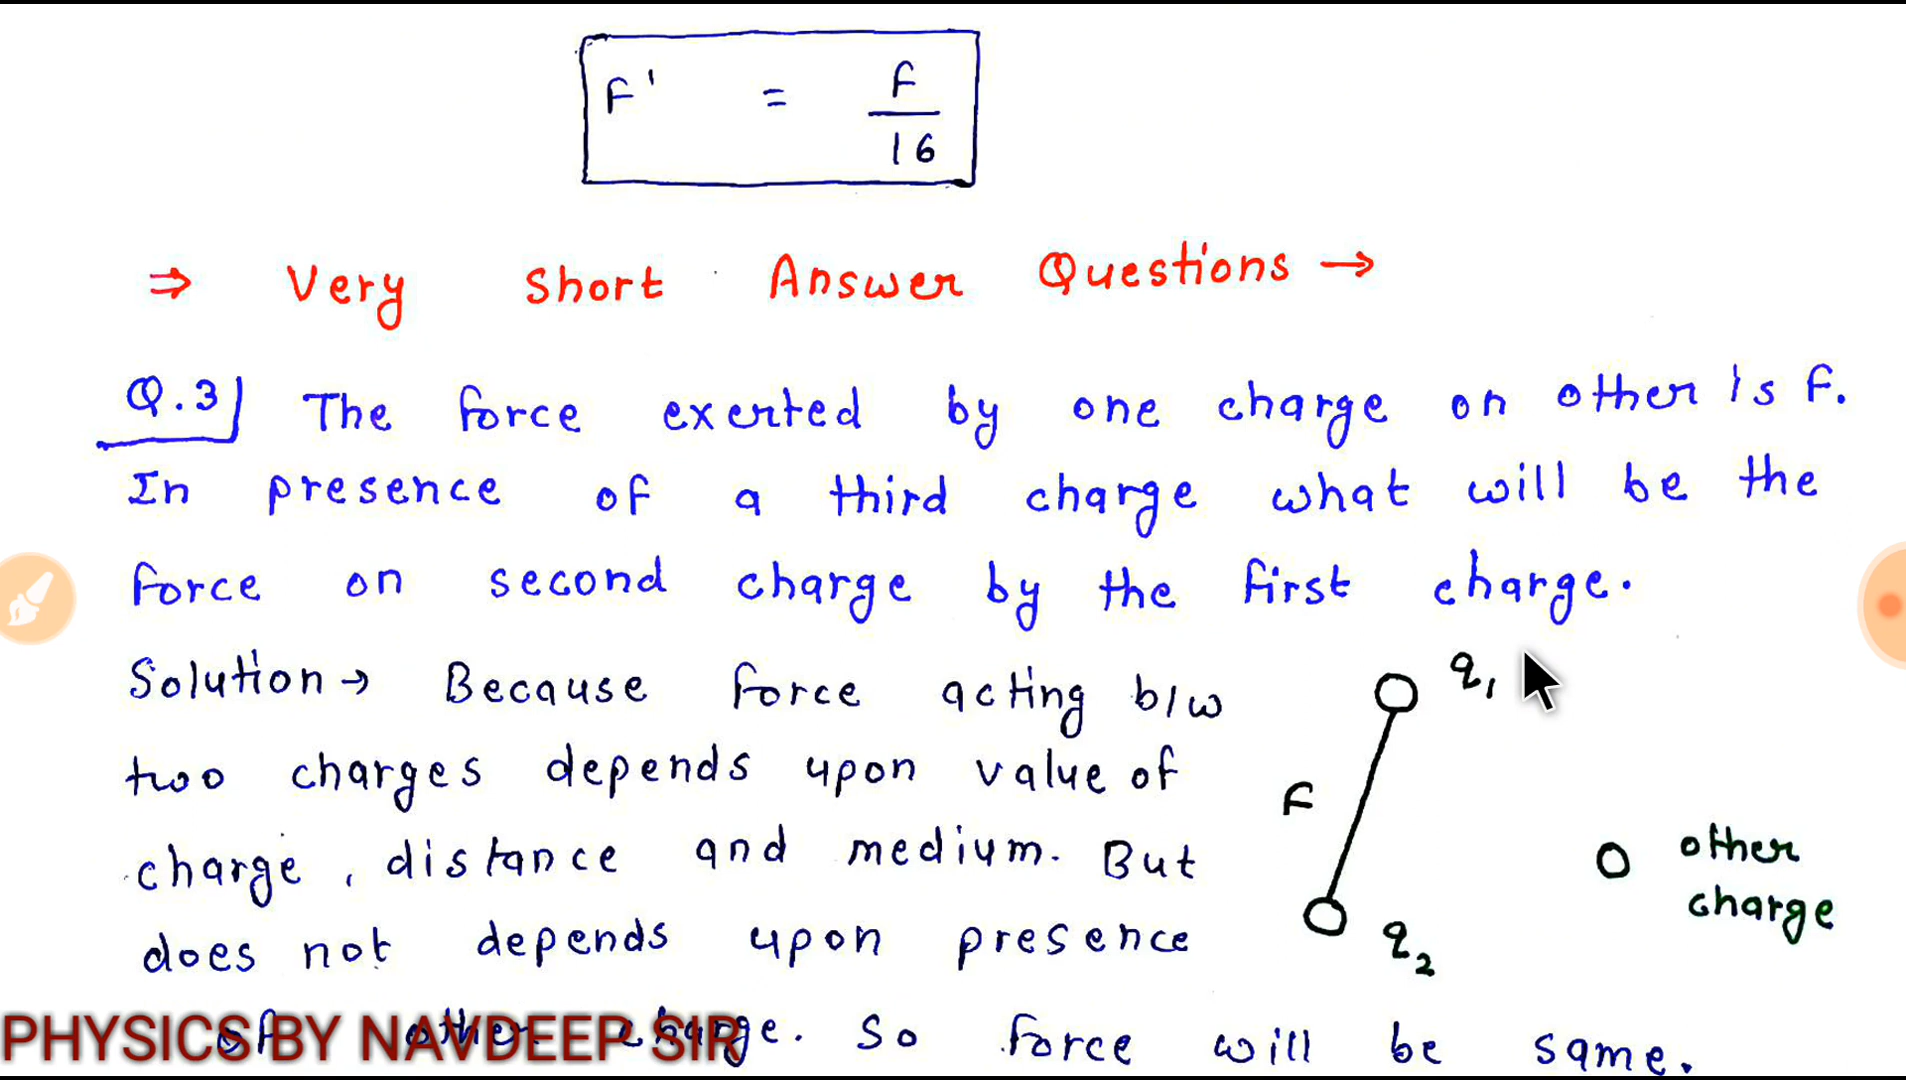 F' = F/16
⇒ Very Short Answer Questions →
Q.3) The force exerted by one charge on other is F.
In presence of a third charge what will be the
force on second charge by the first charge.
Solution → Because force acting b/w
two charges depends upon value of
charge, distance and medium. But
does not depends upon presence
of other charge. So force will be same.
q1
F
q2
other
charge
PHYSICS BY NAVDEEP SIR